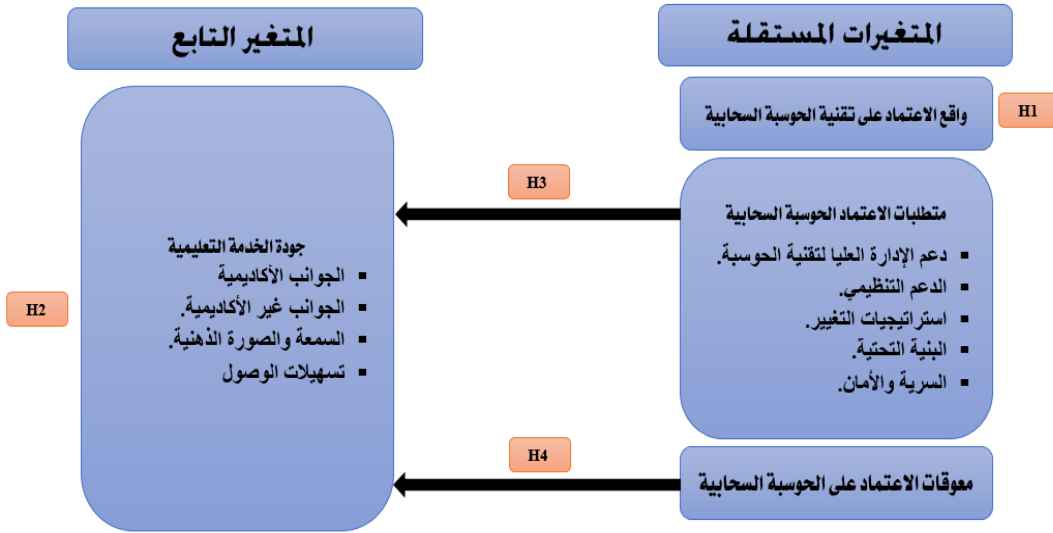 المتغيرات المستقلة
المتغير التابع
واقع الاعتماد على تقنية الحوسبة السحابية
H1
H3
متطلبات الاعتماد الحوسبة السحابية
▪ دعم الإدارة العليا لتقنية الحوسبة.
▪ الدعم التنظيمي.
▪ استراتيجيات التغيير.
▪ البنية التحتية.
▪ السرية والأمان.
جودة الخدمة التعليمية
▪ الجوانب الأكاديمية
▪ الجوانب غير الأكاديمية.
▪ السمعة والصورة الذهنية.
▪ تسهيلات الوصول
H2
H4
معوقات الاعتماد على الحوسبة السحابية